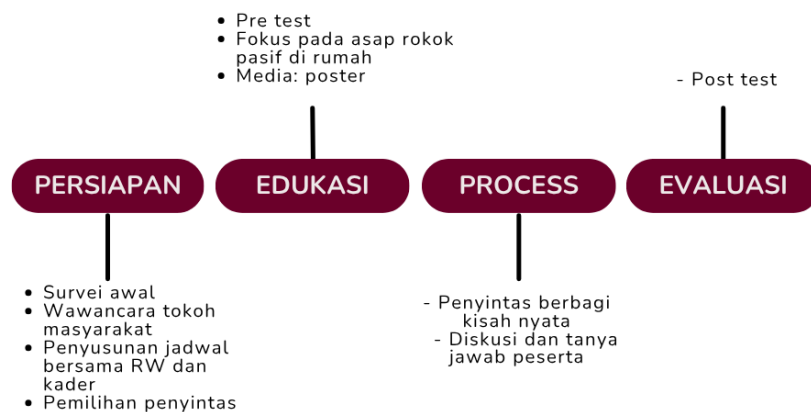 • Pre test
• Fokus pada asap rokok
pasif di rumah
• Media: poster
- Post test
PERSIAPAN
EDUKASI
PROCESS
EVALUASI
• Survei awal
• Wawancara tokoh
masyarakat
• Penyusunan jadwal
bersama RW dan
kader
• Pemilihan penyintas
- Penyintas berbagi
kisah nyata
- Diskusi dan tanya
jawab peserta